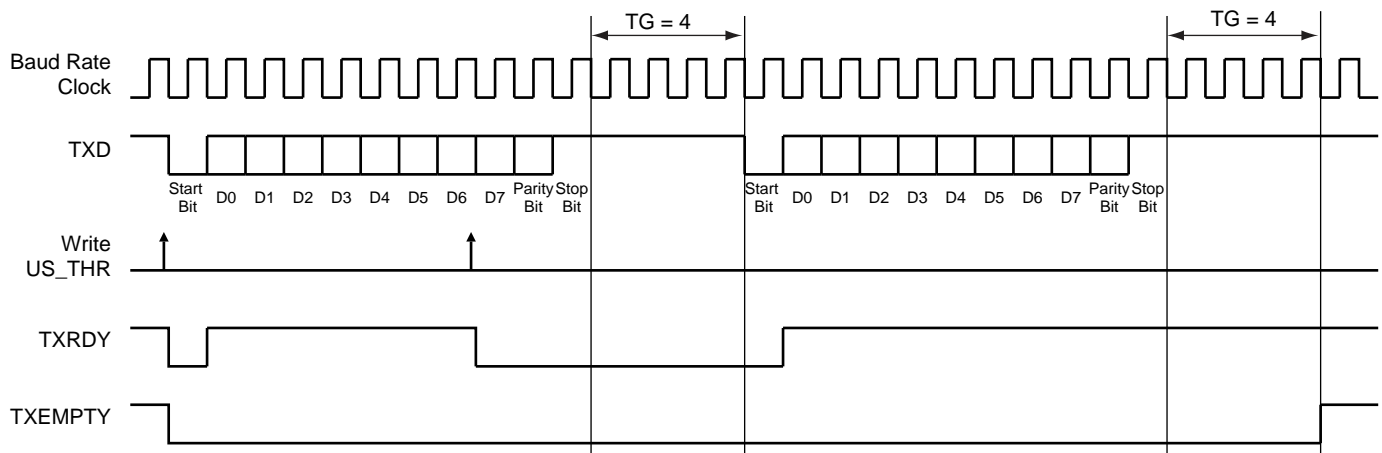 TG = 4
TG = 4
Baud Rate
Clock
TXD
Start
Bit
D0
D1
D2
D3
D4
D5
D6
D7
Parity
Bit
Stop
Bit
Start
Bit
D0
D1
D2
D3
D4
D5
D6
D7
Parity
Bit
Stop
Bit
Write
US_THR
TXRDY
TXEMPTY